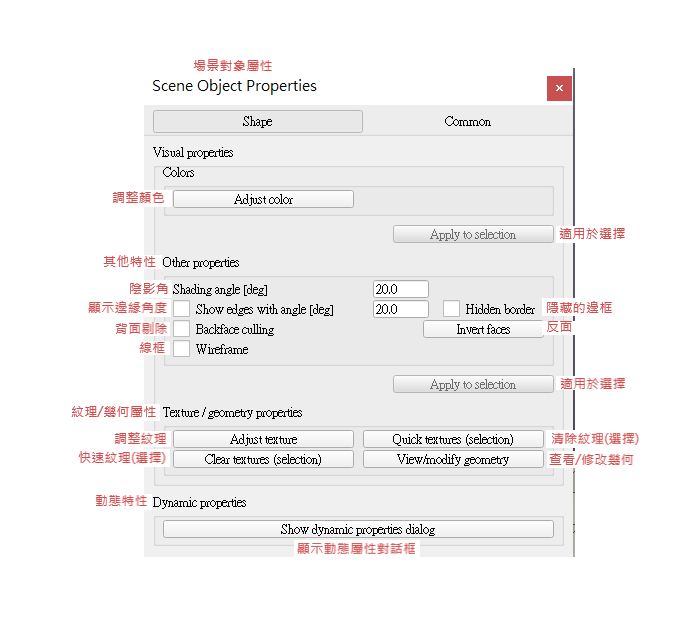 場景對象屬性
Scene Object Properties
Shape Common
Visual properties
Colors
調整顏色 Adjust color
Apply to selection 適用於選擇
其他特性 Other properties
陰影角 Shading angle [deg] 20.0
顯示邊緣角度 Show edges with angle [deg] 20.0 Hidden border 隱藏的邊框
背面剔除 Backface culling Invert faces 反面
線框 Wireframe
Apply to selection 適用於選擇
紋理/幾何屬性 Texture / geometry properties
調整紋理 Adjust texture Quick textures (selection) 清除紋理(選擇)
快速紋理(選擇) Clear textures (selection) View/modify geometry 查看/修改幾何
動態特性 Dynamic properties
Show dynamic properties dialog
顯示動態屬性對話框